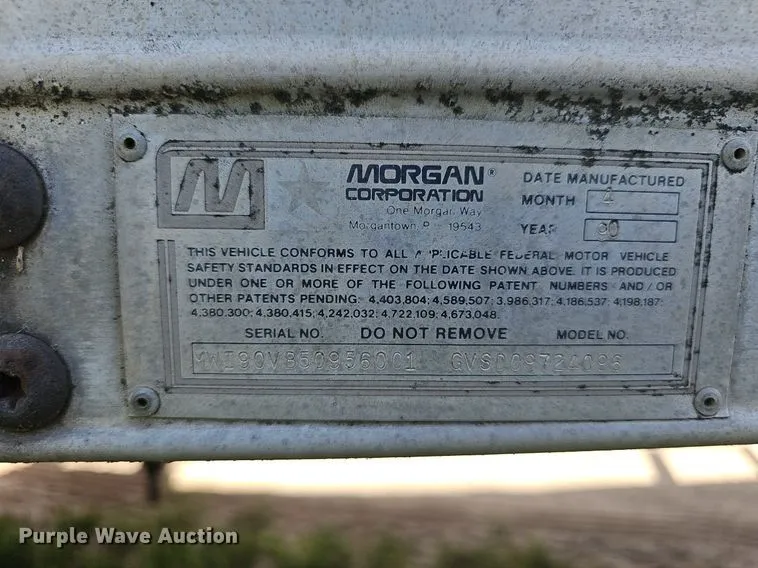 M
MORGAN®
CORPORATION
One Morgan Way
Morgantown, P 19543
DATE MANUFACTURED
MONTH 4
YEAR 90
THIS VEHICLE CONFORMS TO ALL APPLICABLE FEDERAL MOTOR VEHICLE
SAFETY STANDARDS IN EFFECT ON THE DATE SHOWN ABOVE. IT IS PRODUCED
UNDER ONE OR MORE OF THE FOLLOWING PATENT NUMBERS AND/OR
OTHER PATENTS PENDING: 4,403,804; 4,589,507; 3,986,317; 4,186,537; 4,198,187;
4,380,300; 4,380,415; 4,242,032; 4,722,109; 4,673,048.
SERIAL NO. DO NOT REMOVE MODEL NO.
Purple Wave Auction